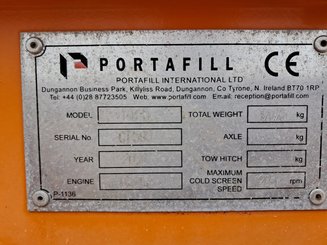 PORTAFILL CE
PORTAFILL INTERNATIONAL LTD
Dungannon Business Park, Killyliss Road, Dungannon, Co Tyrone, N. Ireland BT70 1RP
Tel: +44 (0)28 87723505 Web: www.portafill.com Email: reception@portafill.com
MODEL TOTAL WEIGHT kg
SERIAL No. AXLE kg
YEAR TOW HITCH kg
ENGINE MAXIMUM COLD SCREEN SPEED rpm
P-1136